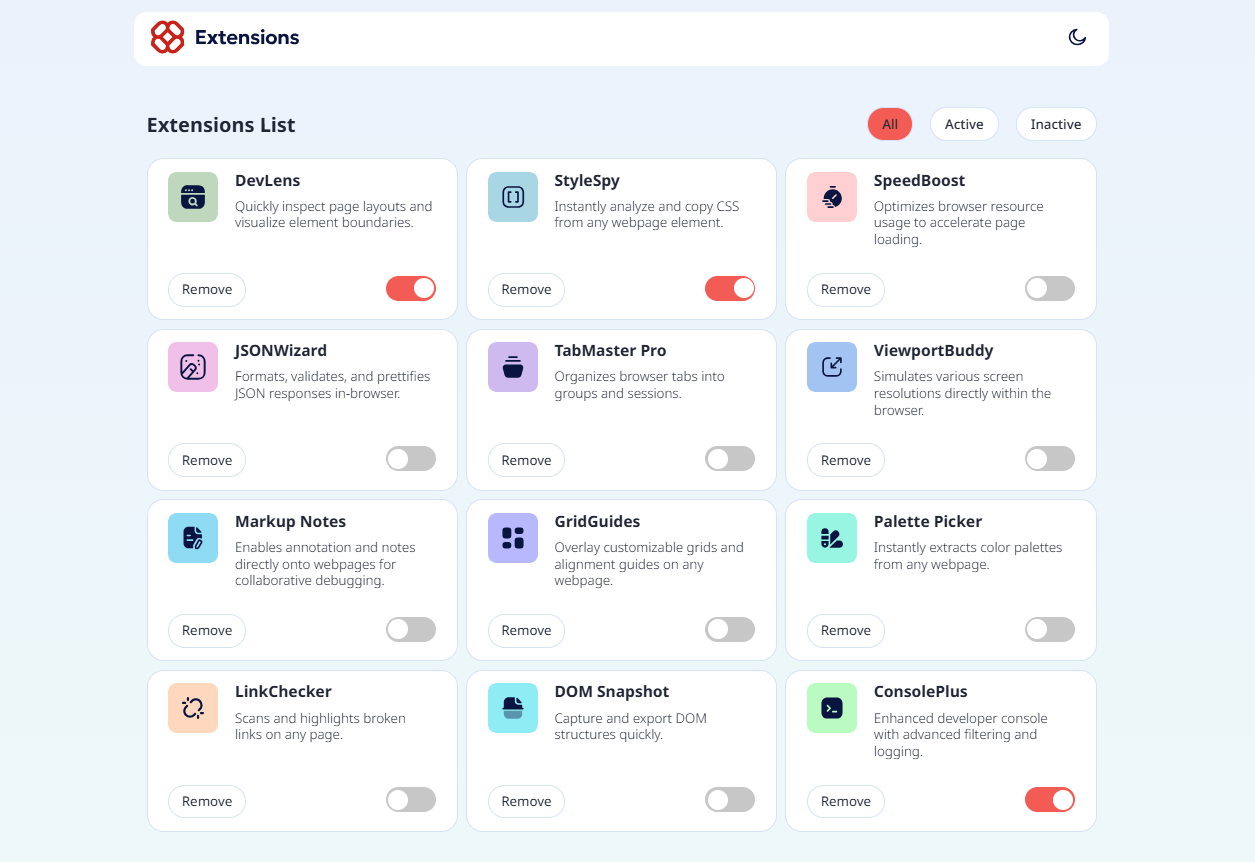 Extensions
Extensions List
All
Active
Inactive
DevLens
Quickly inspect page layouts and
visualize element boundaries.
Remove
StyleSpy
Instantly analyze and copy CSS
from any webpage element.
Remove
SpeedBoost
Optimizes browser resource
usage to accelerate page
loading.
Remove
JSONWizard
Formats, validates, and prettifies
JSON responses in-browser.
Remove
TabMaster Pro
Organizes browser tabs into
groups and sessions.
Remove
ViewportBuddy
Simulates various screen
resolutions directly within the
browser.
Remove
Markup Notes
Enables annotation and notes
directly onto webpages for
collaborative debugging.
Remove
GridGuides
Overlay customizable grids and
alignment guides on any
webpage.
Remove
Palette Picker
Instantly extracts color palettes
from any webpage.
Remove
LinkChecker
Scans and highlights broken
links on any page.
Remove
DOM Snapshot
Capture and export DOM
structures quickly.
Remove
ConsolePlus
Enhanced developer console
with advanced filtering and
logging.
Remove